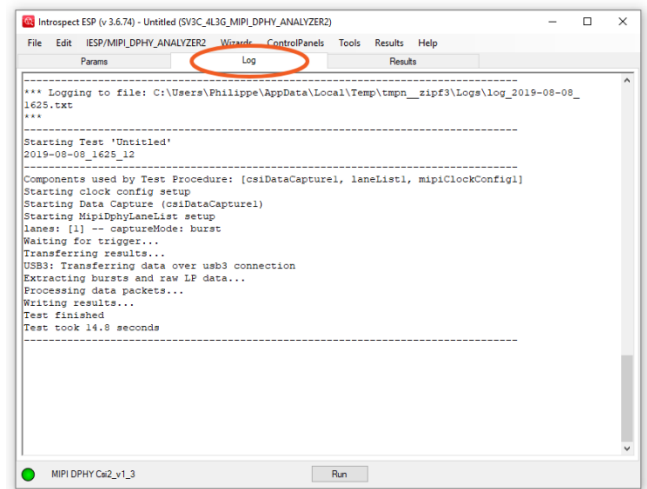 Introspect ESP (v 3.6.74) - Untitled (SV3C_4L3G_MIPI_DPHY_ANALYZER2)
File Edit IESP/MIPI_DPHY_ANALYZER2 Wizards ControlPanels Tools Results Help
Params Log Results
--------------------------------------------------------------------------
*** Logging to file: C:\Users\Philippe\AppData\Local\Temp\tmpn__zipf3\Logs\log_2019-08-08_
1625.txt
***
--------------------------------------------------------------------------
Starting Test 'Untitled'
2019-08-08_1625_12
--------------------------------------------------------------------------
Components used by Test Procedure: [csiDataCapture1, laneList1, mipiClockConfig1]
Starting clock config setup
Starting Data Capture (csiDataCapture1)
Starting MipiDphyLaneList setup
lanes: [1] -- captureMode: burst
Waiting for trigger...
Transferring results...
USB3: Transferring data over usb3 connection
Extracting bursts and raw LP data...
Processing data packets...
Writing results...
Test finished
Test took 14.8 seconds
--------------------------------------------------------------------------
MIPI DPHY Csi2_v1_3 Run